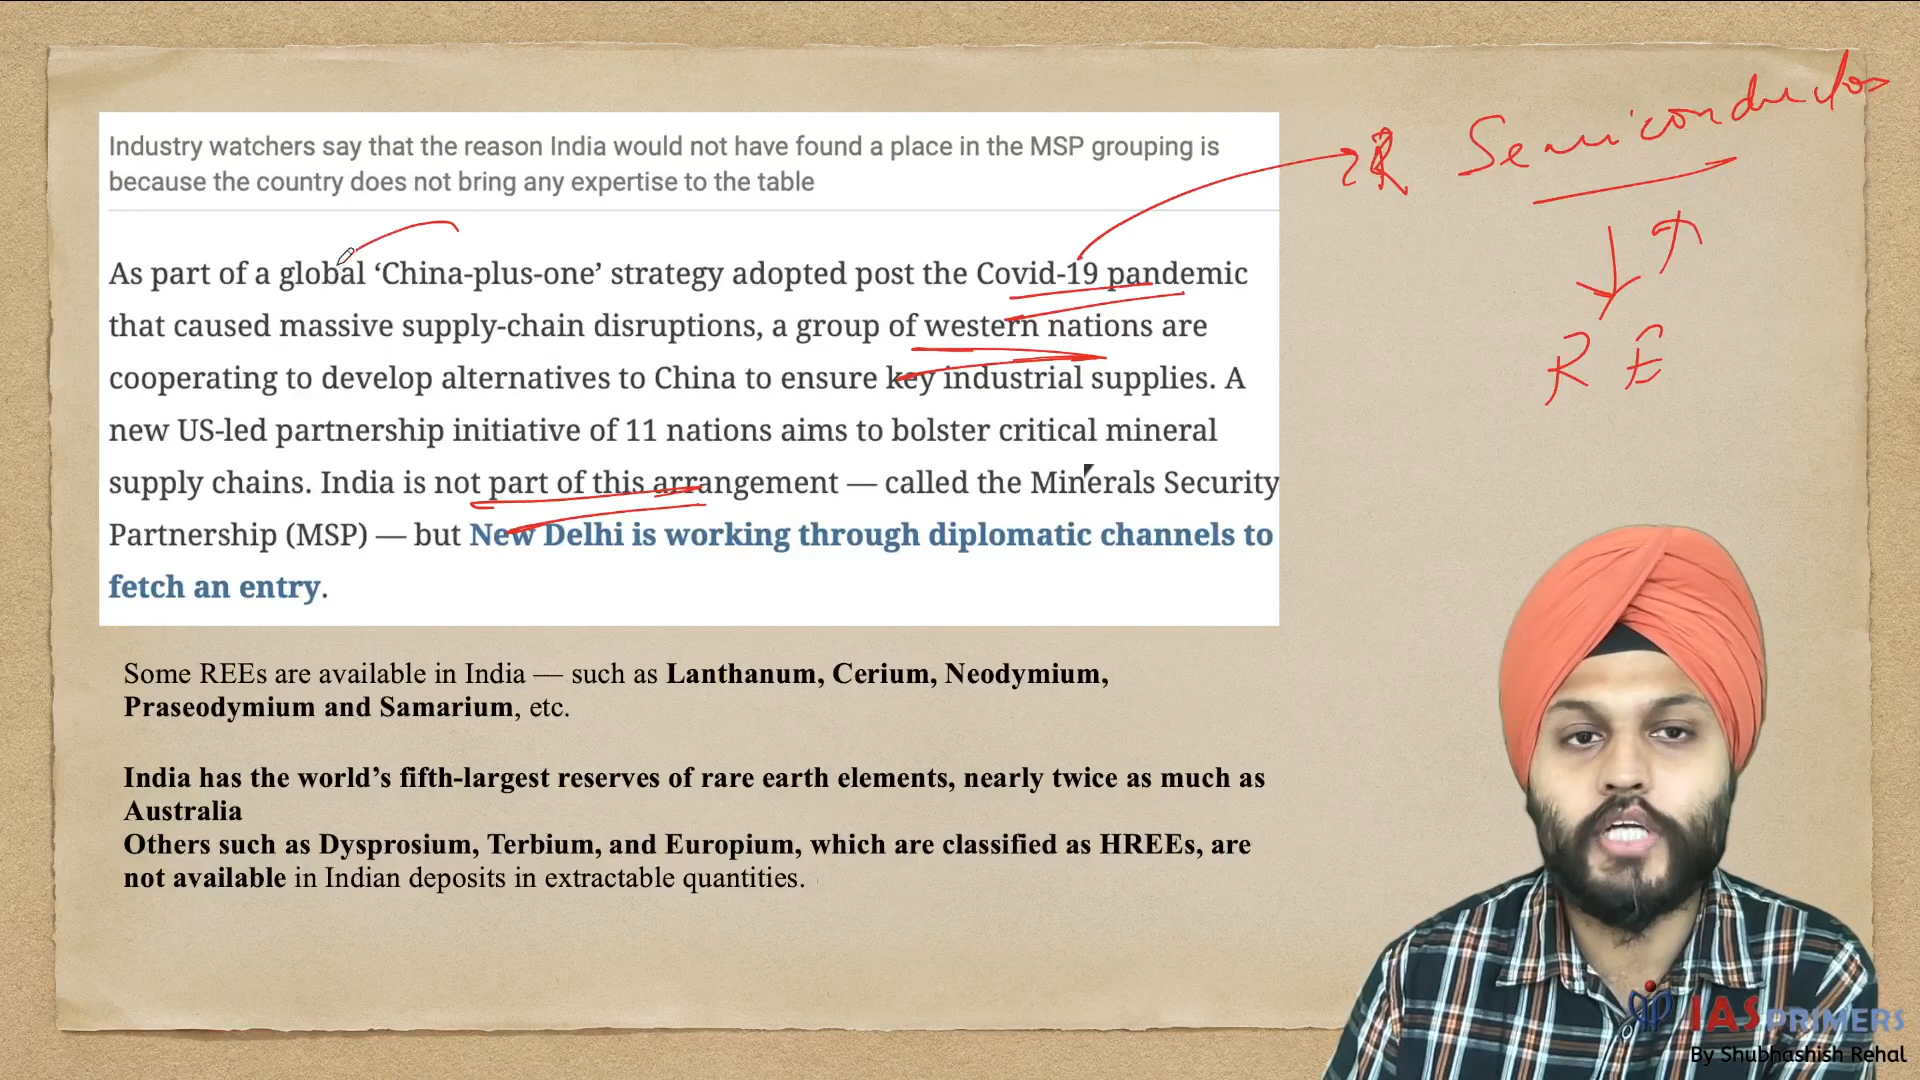 Industry watchers say that the reason India would not have found a place in the MSP grouping is
because the country does not bring any expertise to the table
As part of a global ‘China-plus-one’ strategy adopted post the Covid-19 pandemic
that caused massive supply-chain disruptions, a group of western nations are
cooperating to develop alternatives to China to ensure key industrial supplies. A
new US-led partnership initiative of 11 nations aims to bolster critical mineral
supply chains. India is not part of this arrangement — called the Minerals Security
Partnership (MSP) — but New Delhi is working through diplomatic channels to
fetch an entry.
Semiconductos
R E
Some REEs are available in India — such as Lanthanum, Cerium, Neodymium,
Praseodymium and Samarium, etc.
India has the world’s fifth-largest reserves of rare earth elements, nearly twice as much as
Australia
Others such as Dysprosium, Terbium, and Europium, which are classified as HREEs, are
not available in Indian deposits in extractable quantities.
IAS PRIMERS
By Shubhashish Rehal